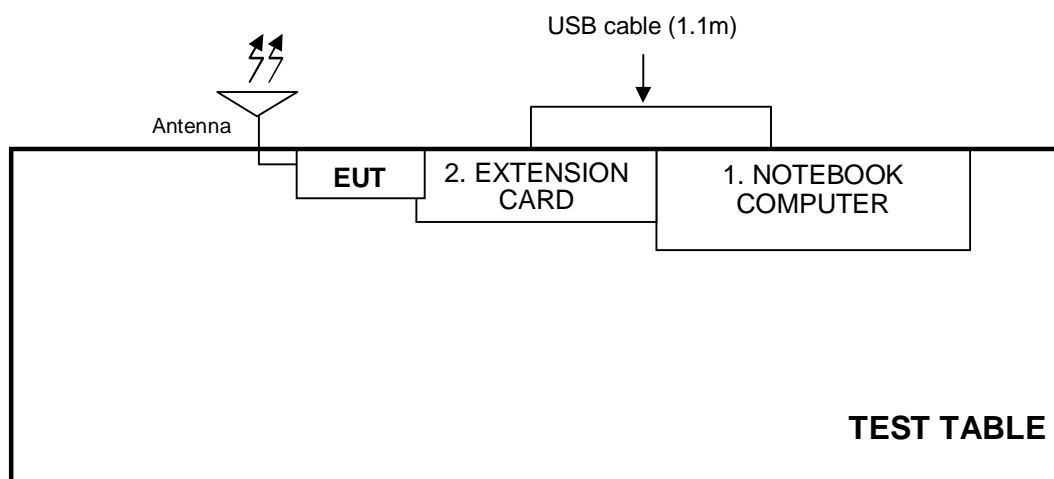 USB cable (1.1m)
Antenna
EUT
2. EXTENSION
CARD
1. NOTEBOOK
COMPUTER
TEST TABLE